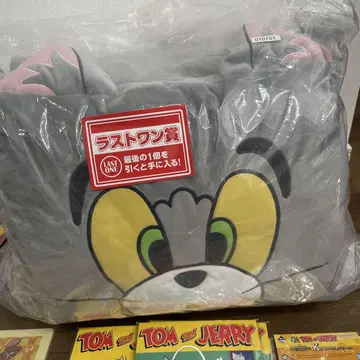 010701
ラストワン賞
LAST
ONE
最後の1個を
引くと手に入る!
TOM AND JERRY
TOM AND JERRY